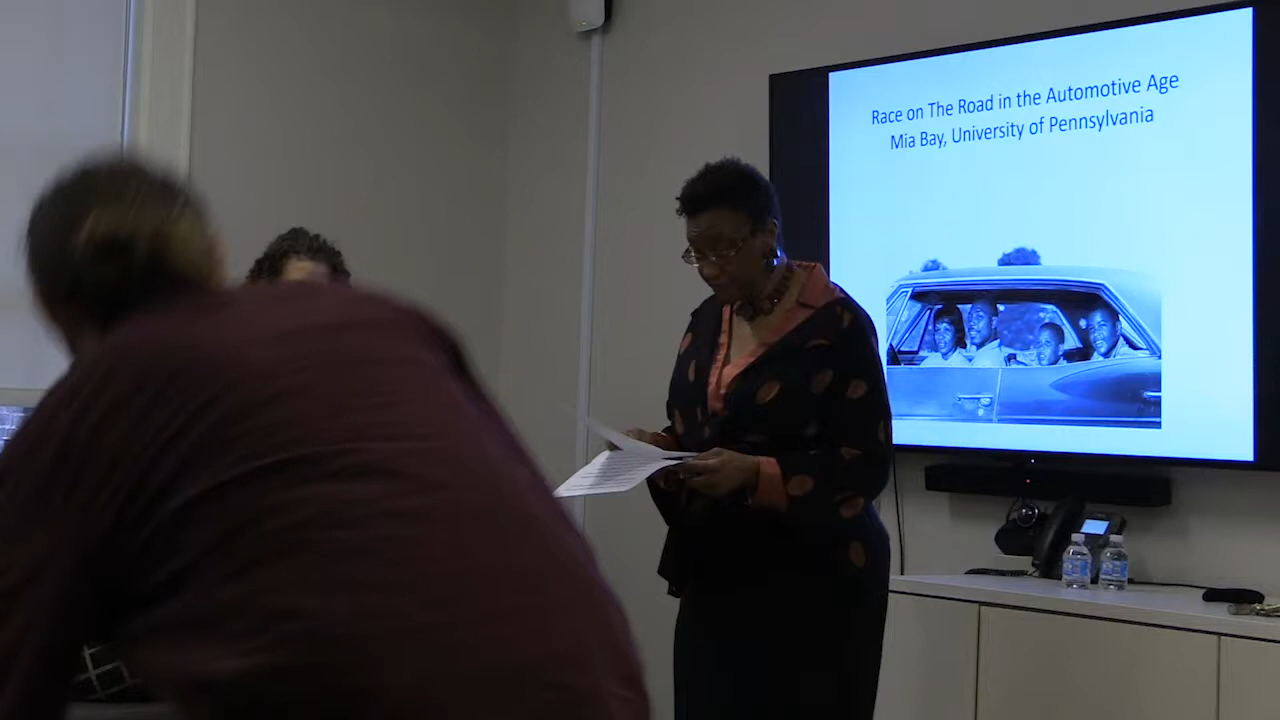 Race on The Road in the Automotive Age
Mia Bay, University of Pennsylvania